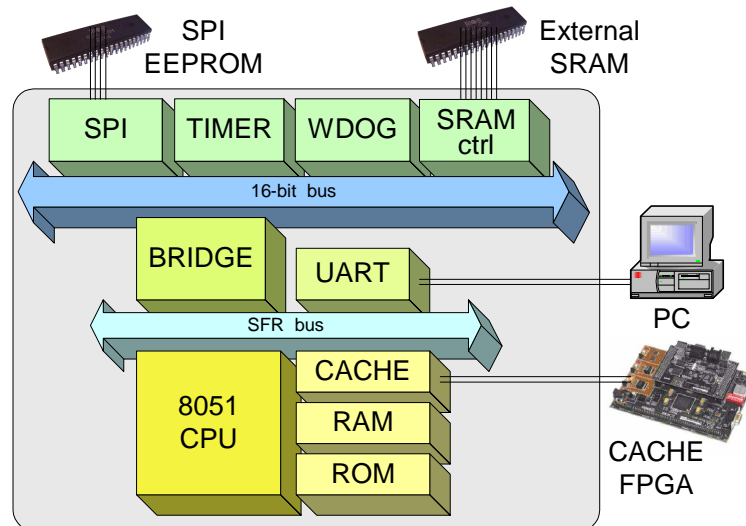 SPI
EEPROM
External
SRAM
SPI
TIMER
WDOG
SRAM
ctrl
16-bit bus
BRIDGE
UART
PC
SFR bus
8051
CPU
CACHE
RAM
ROM
CACHE
FPGA